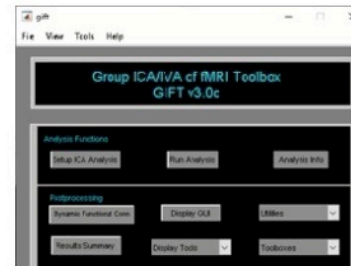 gift
File View Tools Help
Group ICA/IVA of fMRI Toolbox
GIFT v3.0c
Analysis Functions
Setup ICA Analysis Run Analysis Analysis Info
Postprocessing
Dynamic Functional Conn Display GUI Utilities
Results Summary Display Tools Toolboxes